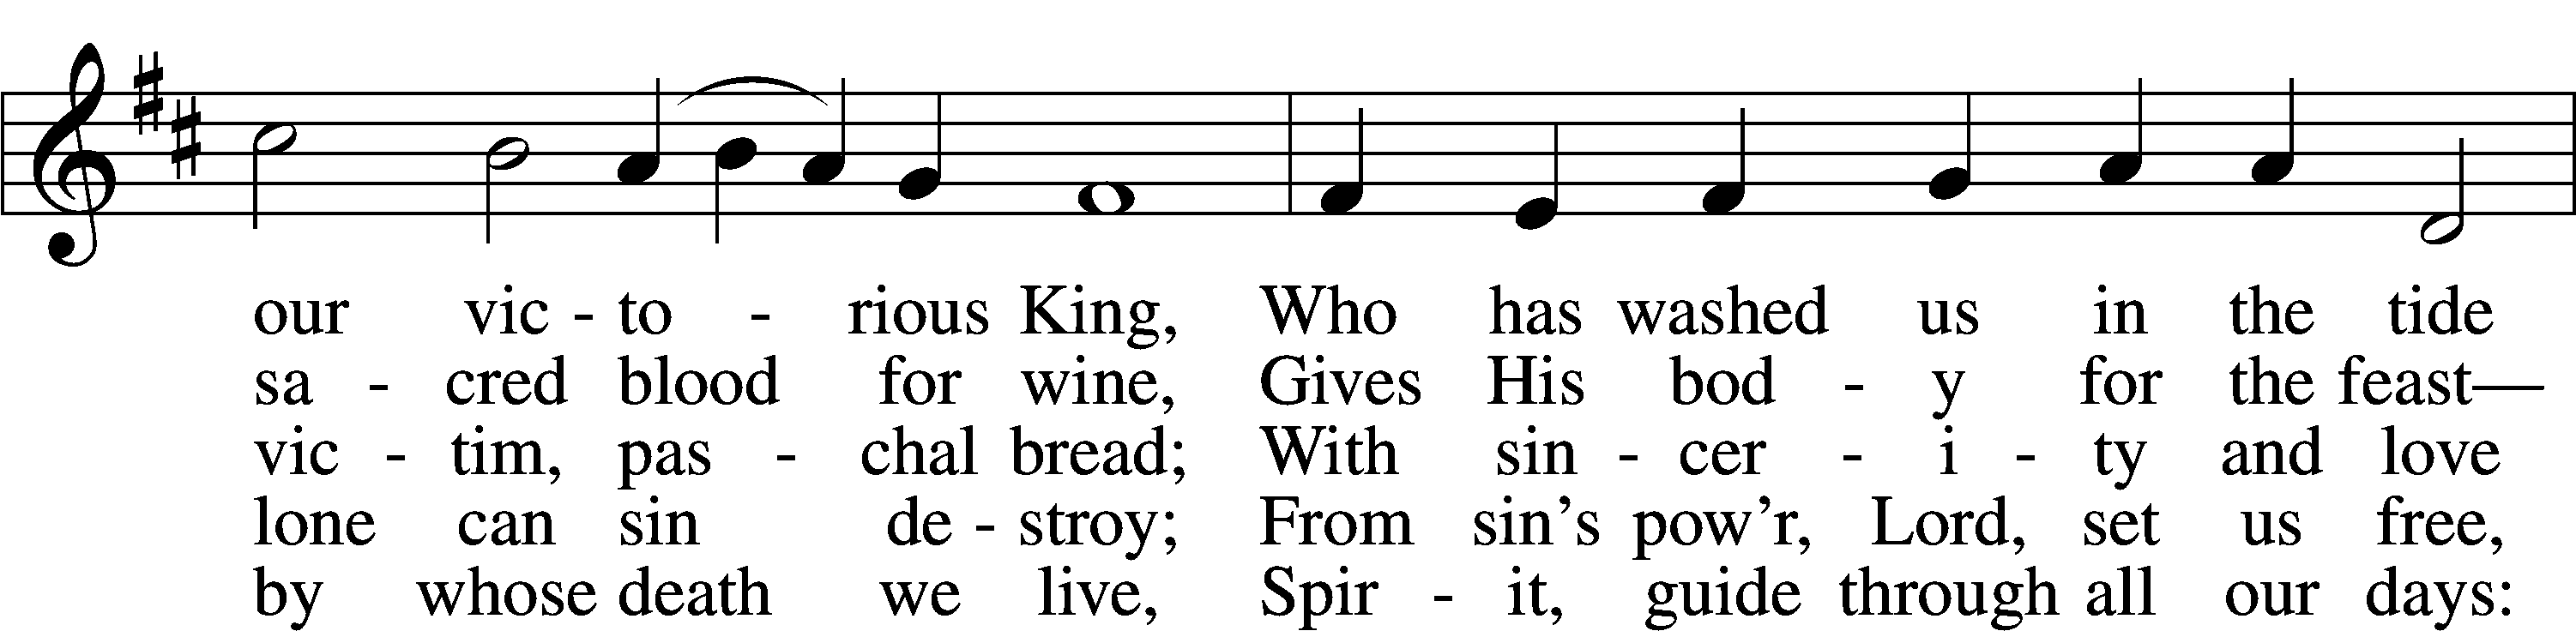 our vic - to - rious King, Who has washed us in the tide
sa - cred blood for wine, Gives His bod - y for the feast—
vic - tim, pas - chal bread; With sin - cer - i - ty and love
lone can sin de - stroy; From sin’s pow’r, Lord, set us free,
by whose death we live, Spir - it, guide through all our days: